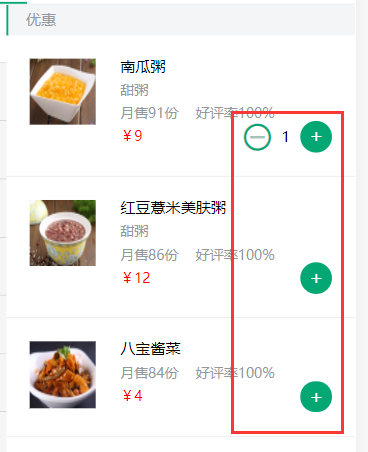 优惠
南瓜粥
甜粥
月售91份 好评率100%
￥9
1
红豆薏米美肤粥
甜粥
月售86份 好评率100%
￥12
八宝酱菜
月售84份 好评率100%
￥4